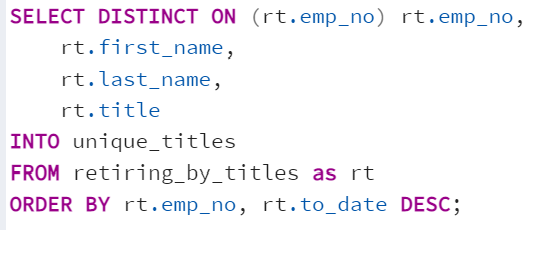 SELECT DISTINCT ON (rt.emp_no) rt.emp_no,
    rt.first_name,
    rt.last_name,
    rt.title
INTO unique_titles
FROM retiring_by_titles as rt
ORDER BY rt.emp_no, rt.to_date DESC;